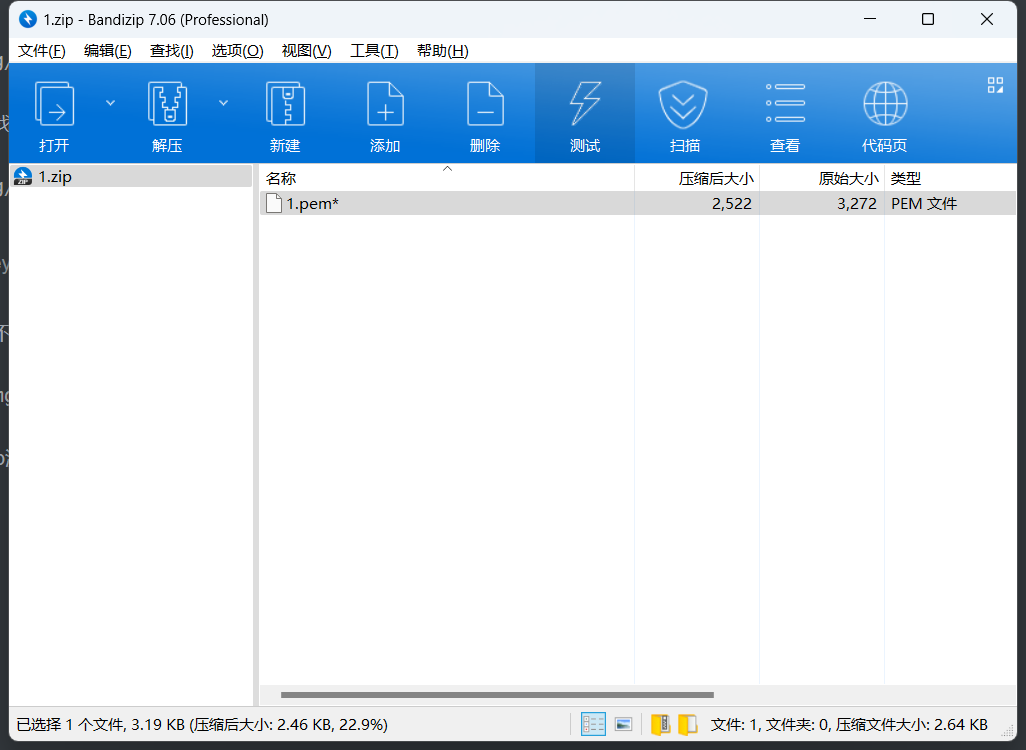 1.zip - Bandizip 7.06 (Professional)
文件(F) 编辑(E) 查找(I) 选项(O) 视图(V) 工具(T) 帮助(H)
打开 解压 新建 添加 删除 测试 扫描 查看 代码页
1.zip
名称 压缩后大小 原始大小 类型
1.pem* 2,522 3,272 PEM 文件
已选择 1 个文件, 3.19 KB (压缩后大小: 2.46 KB, 22.9%) 文件: 1, 文件夹: 0, 压缩文件大小: 2.64 KB